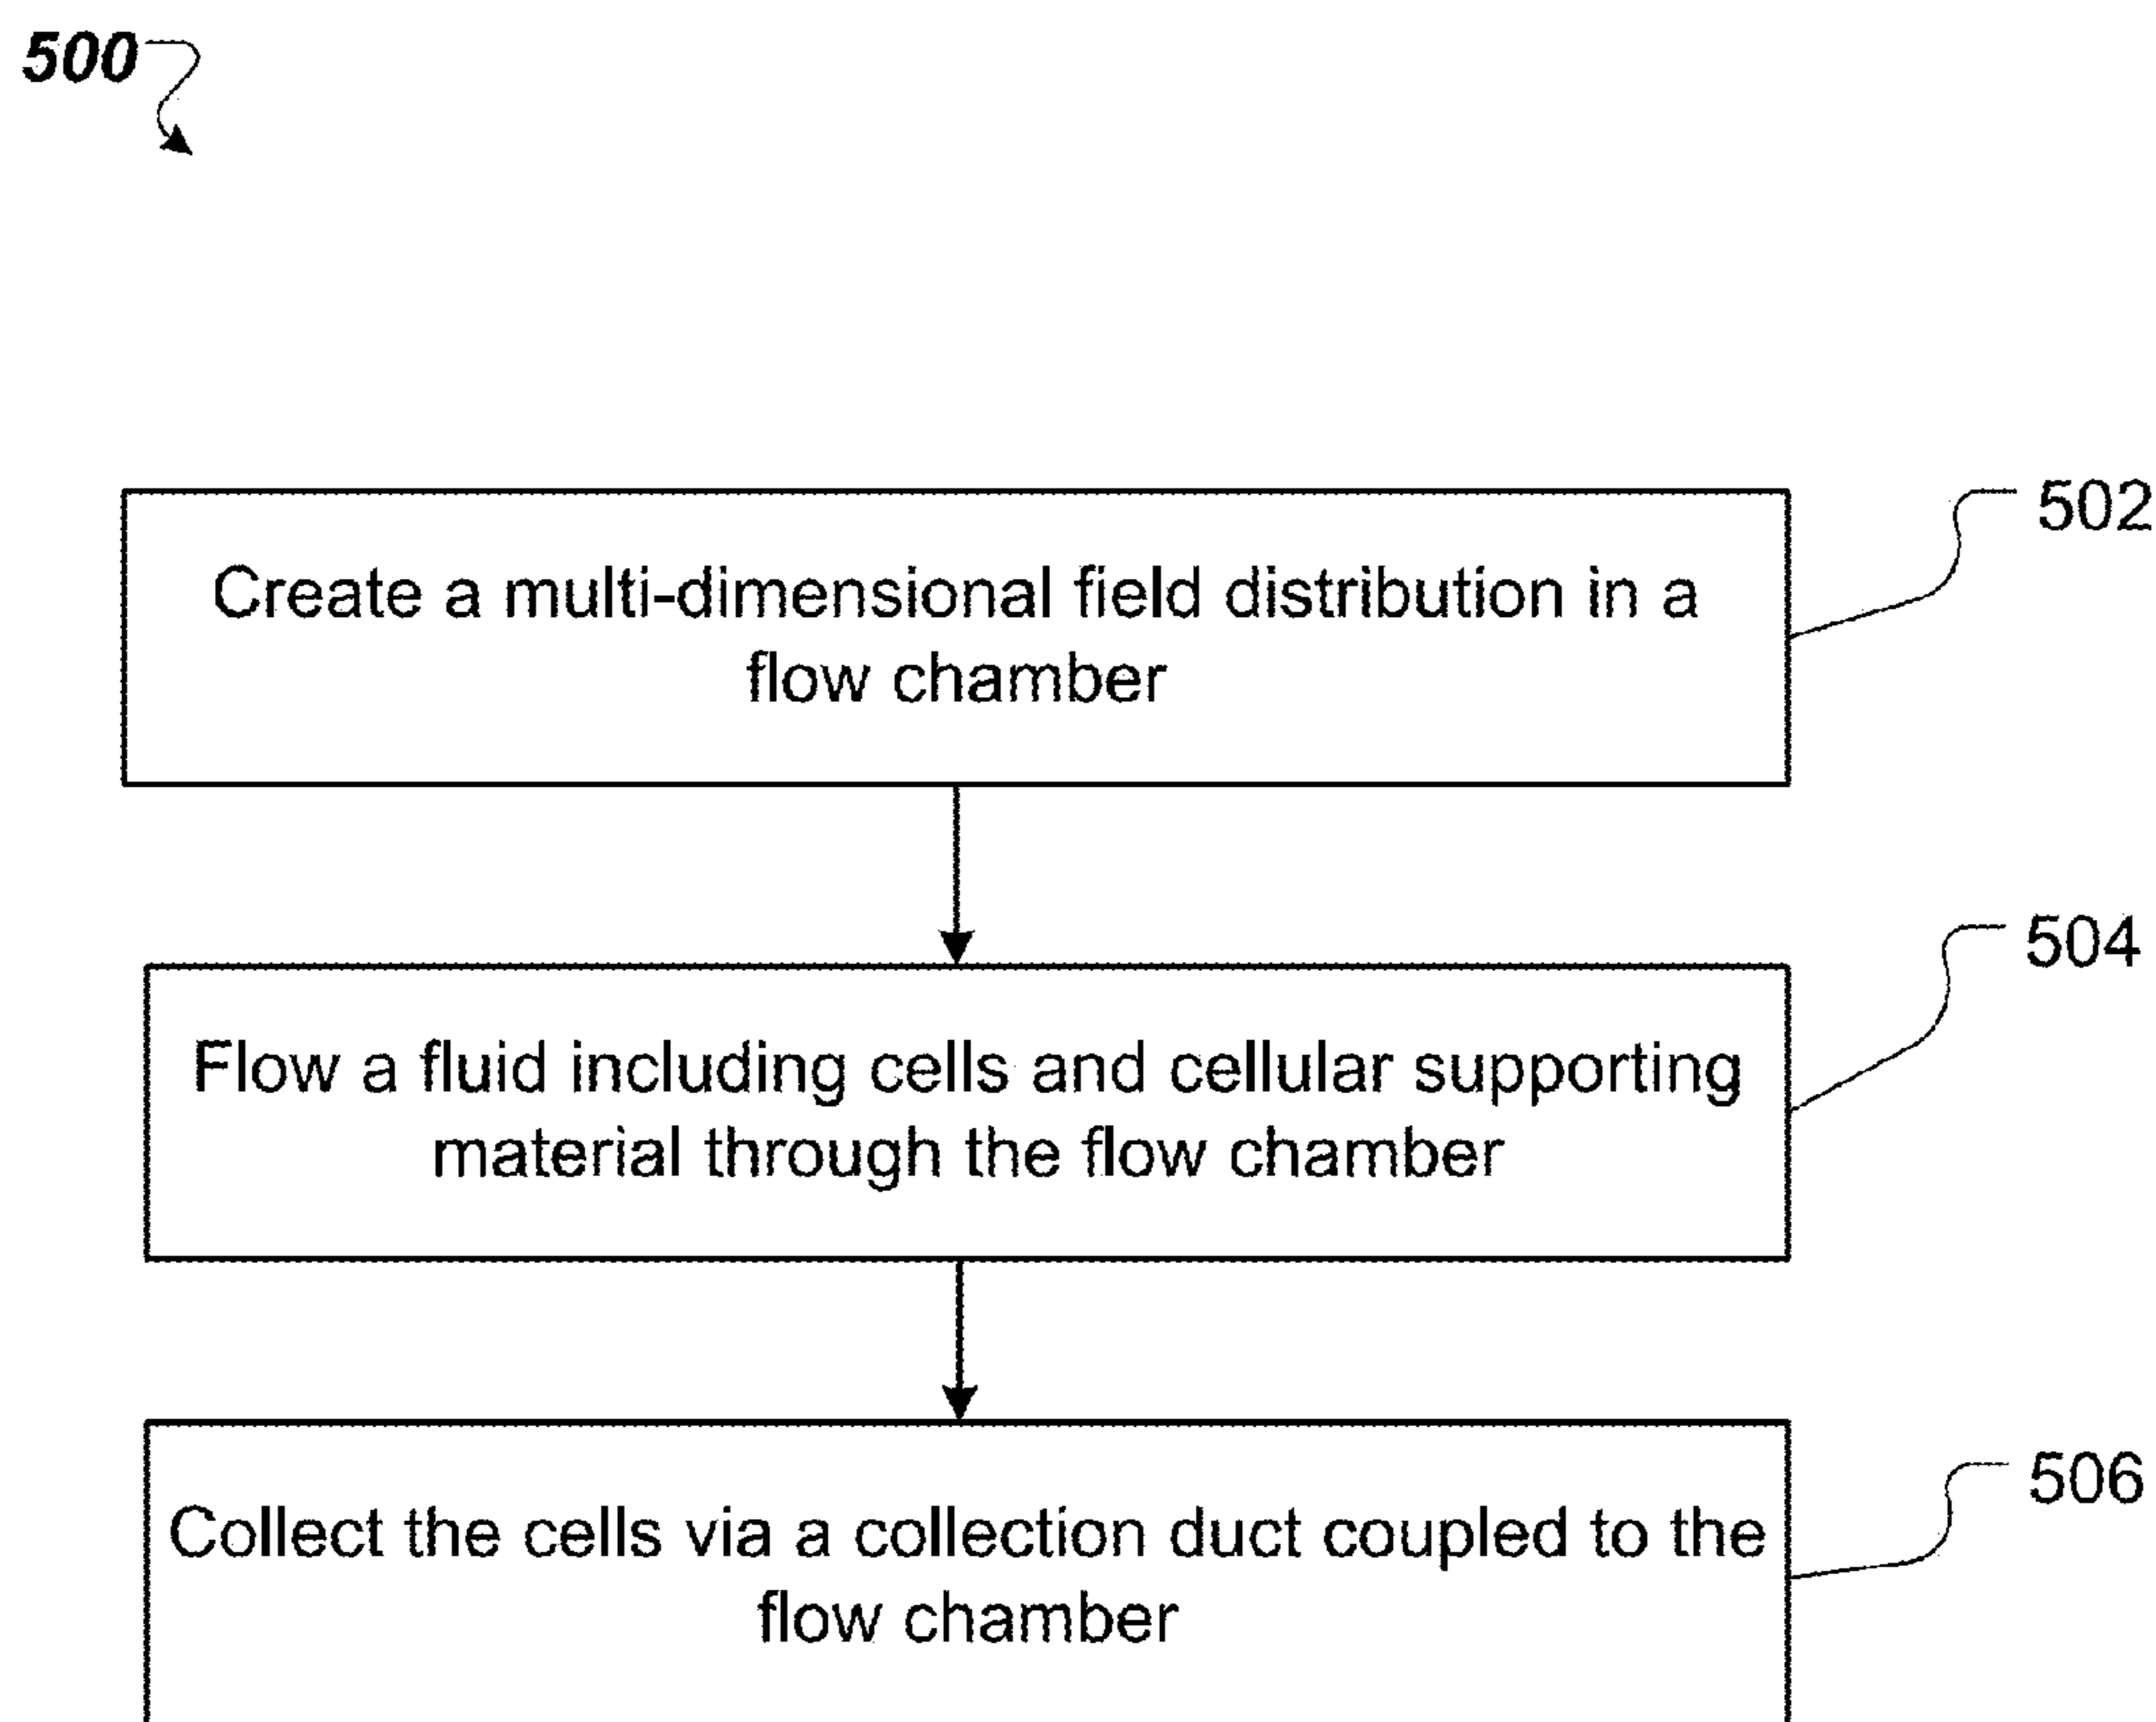 500
502
Create a multi-dimensional field distribution in a
flow chamber
504
Flow a fluid including cells and cellular supporting
material through the flow chamber
506
Collect the cells via a collection duct coupled to the
flow chamber